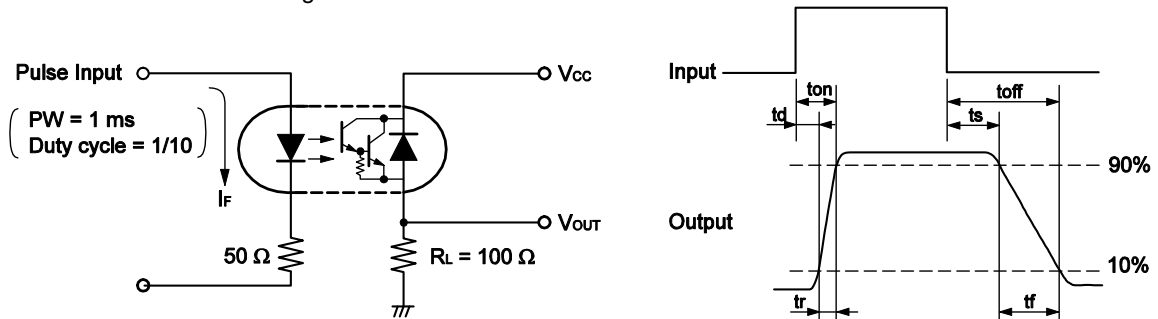 Pulse Input
( PW = 1 ms
Duty cycle = 1/10 )
IF
50 Ω
VCC
VOUT
RL = 100 Ω
Input
ton
toff
td
ts
90%
Output
10%
tr
tf